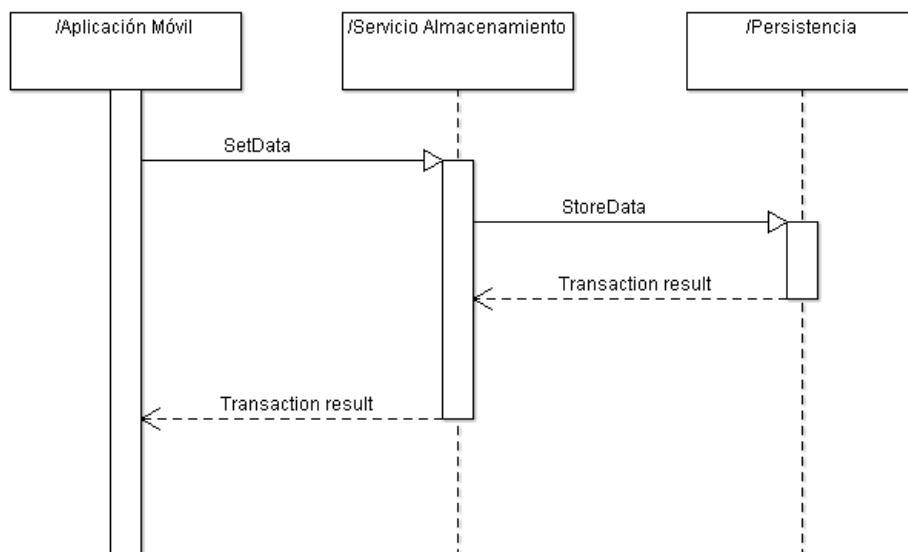 /Aplicación Móvil
/Servicio Almacenamiento
/Persistencia
SetData
StoreData
Transaction result
Transaction result